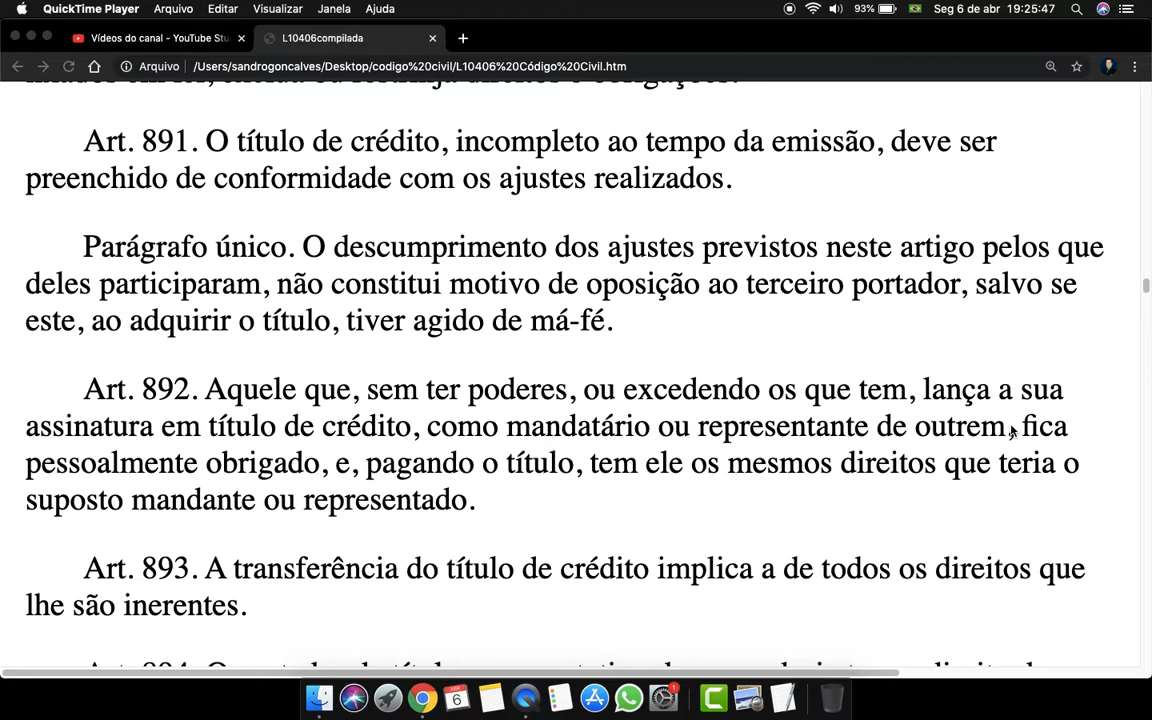 QuickTime Player Arquivo Editar Visualizar Janela Ajuda 93% Seg 6 de abr 19:25:47
Vídeos do canal - YouTube Stu L10406compilada
Arquivo /Users/sandrogoncalves/Desktop/codigo%20civil/L10406%20Código%20Civil.htm
Art. 891. O título de crédito, incompleto ao tempo da emissão, deve ser
preenchido de conformidade com os ajustes realizados.
Parágrafo único. O descumprimento dos ajustes previstos neste artigo pelos que
deles participaram, não constitui motivo de oposição ao terceiro portador, salvo se
este, ao adquirir o título, tiver agido de má-fé.
Art. 892. Aquele que, sem ter poderes, ou excedendo os que tem, lança a sua
assinatura em título de crédito, como mandatário ou representante de outrem, fica
pessoalmente obrigado, e, pagando o título, tem ele os mesmos direitos que teria o
suposto mandante ou representado.
Art. 893. A transferência do título de crédito implica a de todos os direitos que
lhe são inerentes.